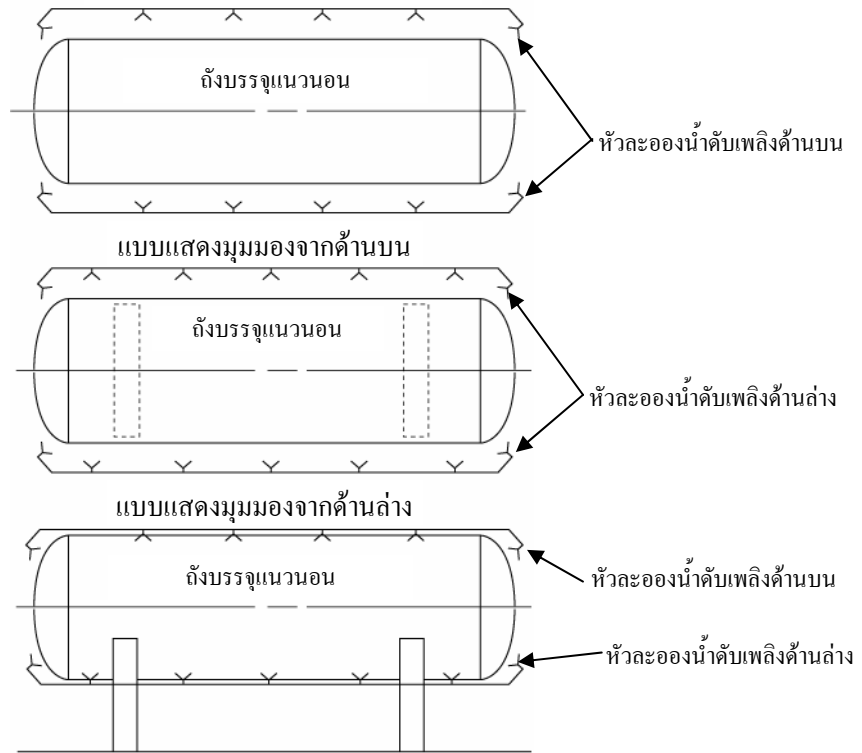 ถังบรรจุแนวนอน
หัวละอองน้ำดับเพลิงด้านบน
แบบแสดงมุมมองจากด้านบน
ถังบรรจุแนวนอน
หัวละอองน้ำดับเพลิงด้านล่าง
แบบแสดงมุมมองจากด้านล่าง
ถังบรรจุแนวนอน
หัวละอองน้ำดับเพลิงด้านบน
หัวละอองน้ำดับเพลิงด้านล่าง